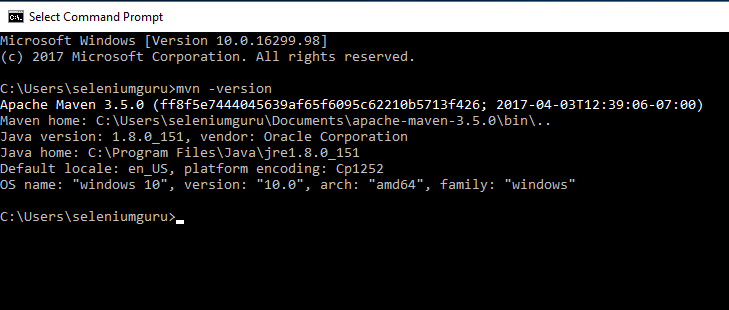 Select Command Prompt
Microsoft Windows [Version 10.0.16299.98]
(c) 2017 Microsoft Corporation. All rights reserved.
C:\Users\seleniumguru>mvn -version
Apache Maven 3.5.0 (ff8f5e7444045639af65f6095c62210b5713f426; 2017-04-03T12:39:06-07:00)
Maven home: C:\Users\seleniumguru\Documents\apache-maven-3.5.0\bin\..
Java version: 1.8.0_151, vendor: Oracle Corporation
Java home: C:\Program Files\Java\jre1.8.0_151
Default locale: en_US, platform encoding: Cp1252
OS name: "windows 10", version: "10.0", arch: "amd64", family: "windows"
C:\Users\seleniumguru>